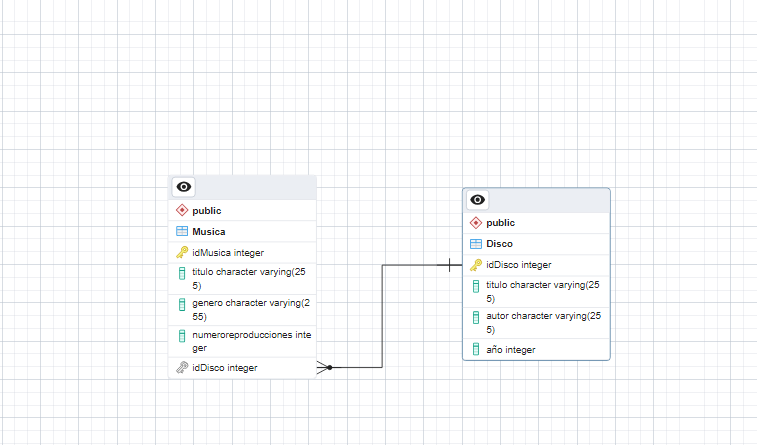 public
Musica
idMusica integer
titulo character varying(25
5)
genero character varying(2
55)
numeroreproducciones inte
ger
idDisco integer
public
Disco
idDisco integer
titulo character varying(25
5)
autor character varying(25
5)
año integer